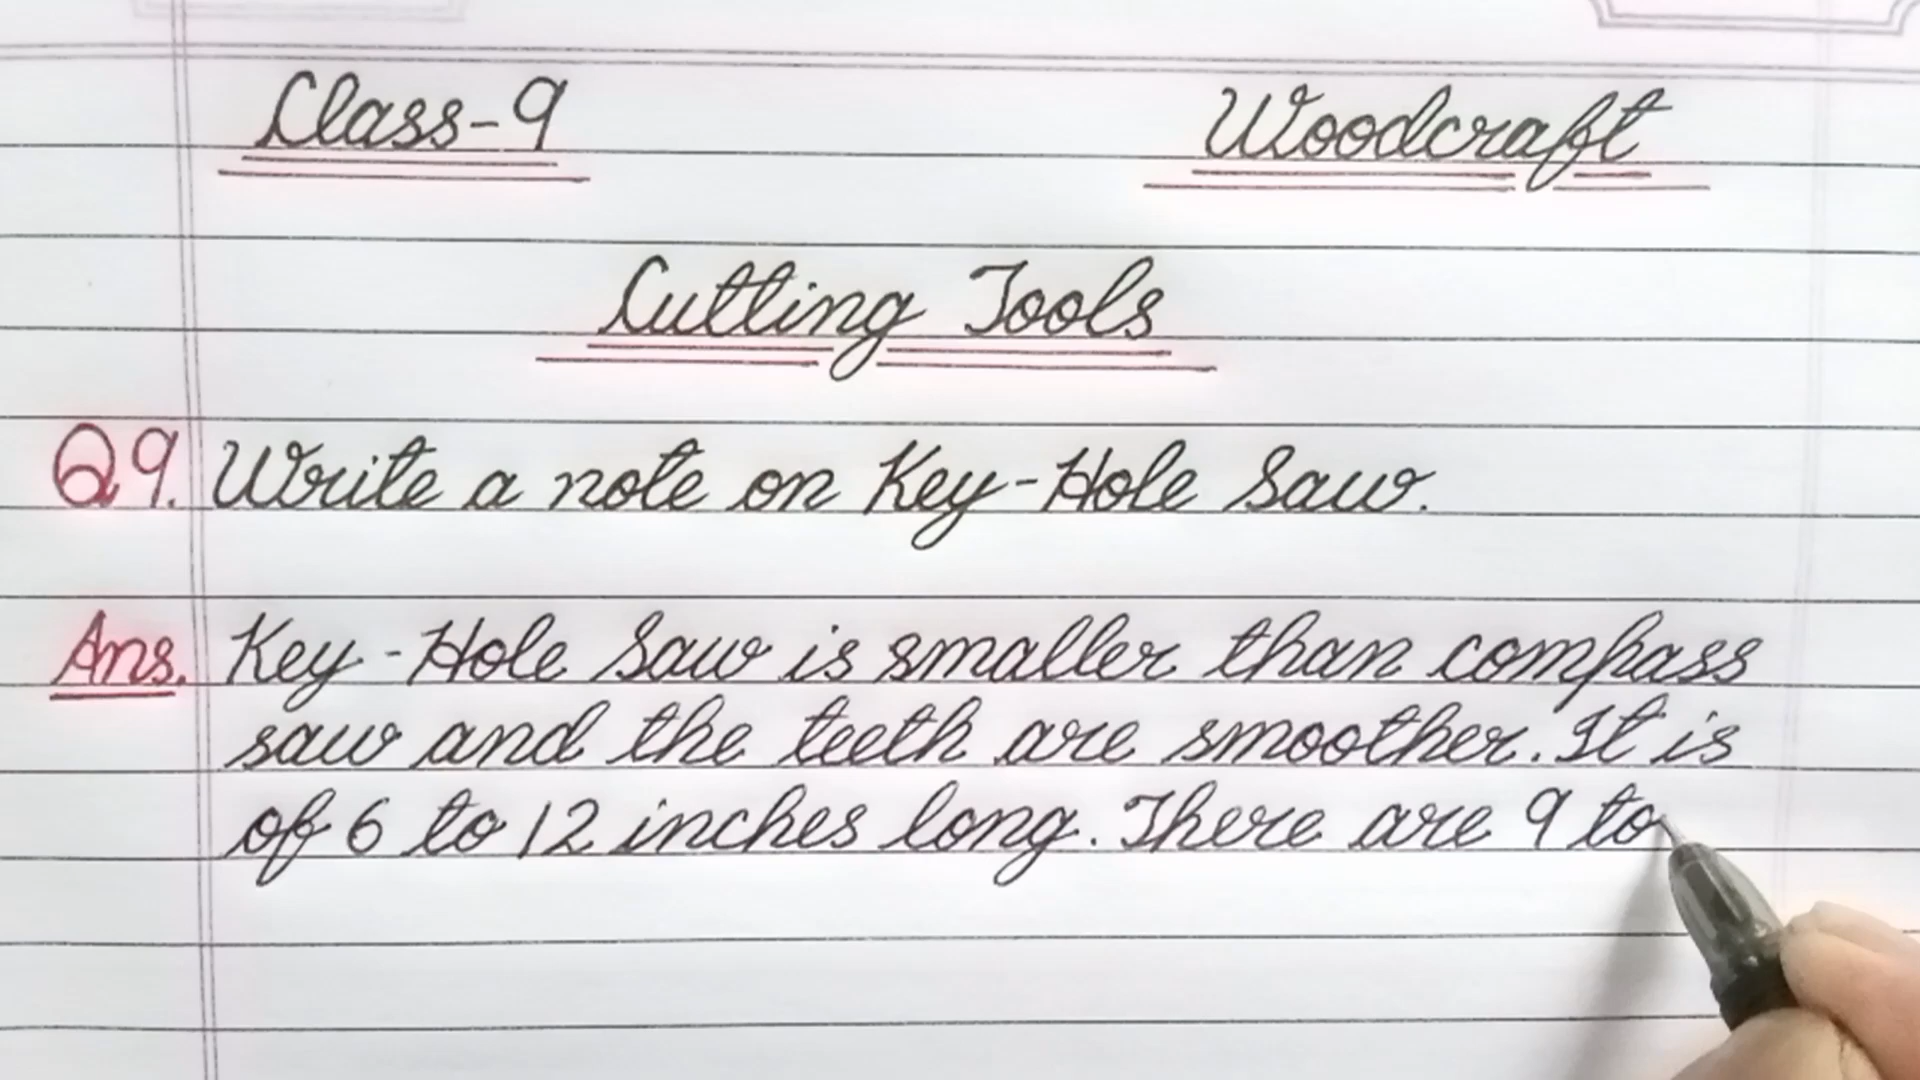 Class-9 Woodcraft
Cutting Tools
Q9. Write a note on Key-Hole Saw.
Ans. Key-Hole Saw is smaller than compass
saw and the teeth are smoother. It is
of 6 to 12 inches long. There are 9 to